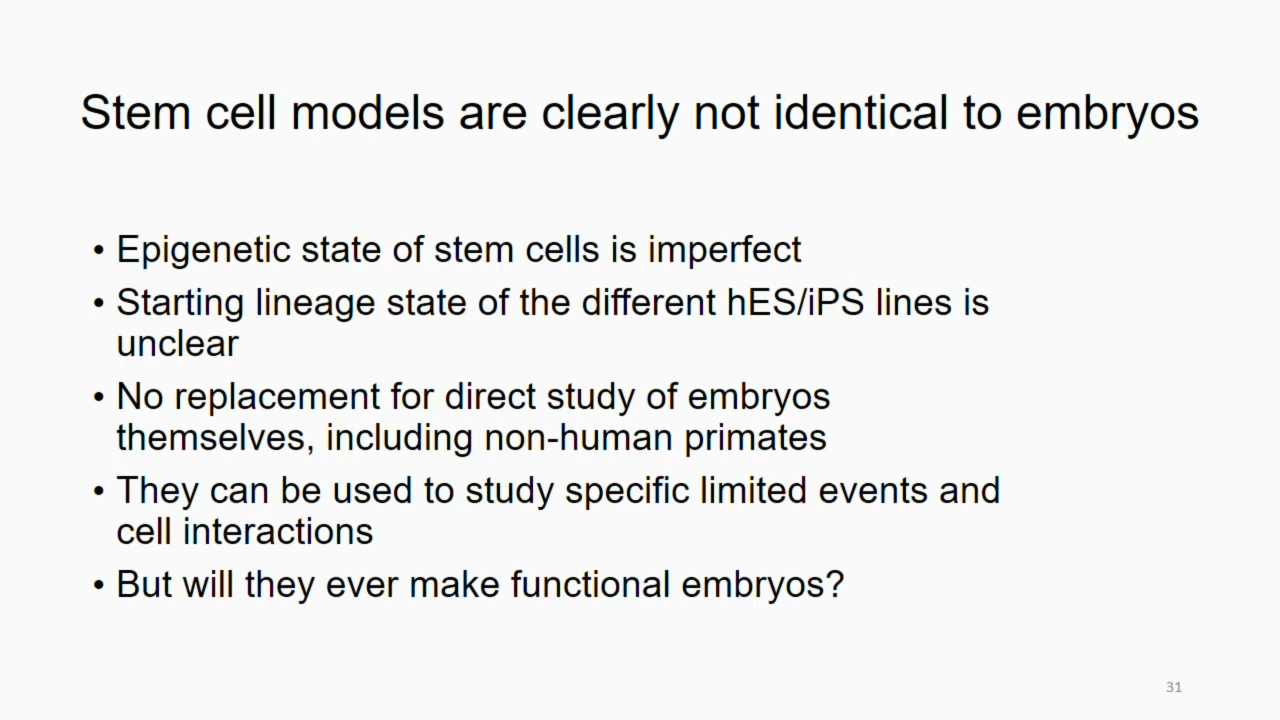 Stem cell models are clearly not identical to embryos
• Epigenetic state of stem cells is imperfect
• Starting lineage state of the different hES/iPS lines is
unclear
• No replacement for direct study of embryos
themselves, including non-human primates
• They can be used to study specific limited events and
cell interactions
• But will they ever make functional embryos?
31